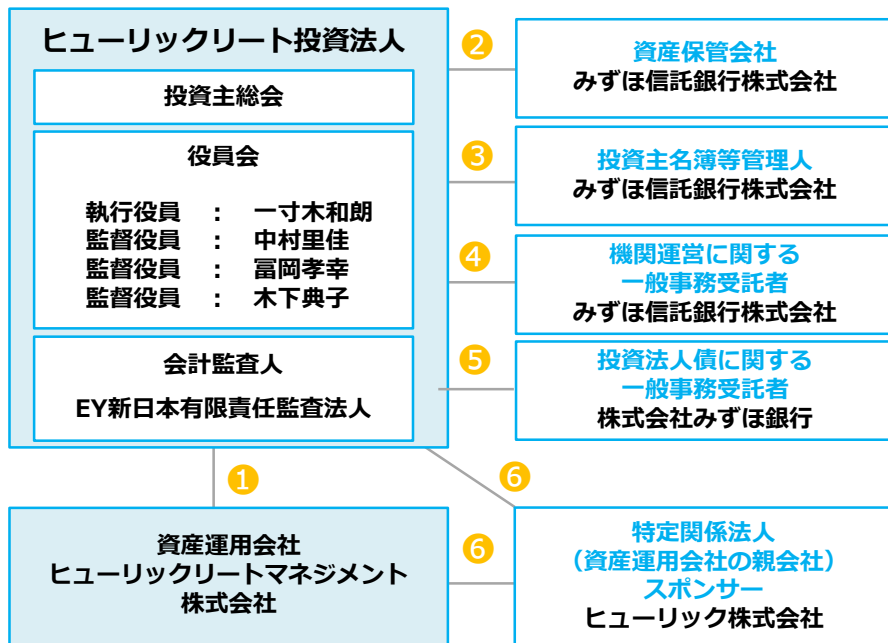 ヒューリックリート投資法人
投資主総会
役員会
執行役員 : 一寸木和朗
監督役員 : 中村里佳
監督役員 : 冨岡孝幸
監督役員 : 木下典子
会計監査人
EY新日本有限責任監査法人
❷
資産保管会社
みずほ信託銀行株式会社
❸
投資主名簿等管理人
みずほ信託銀行株式会社
❹
機関運営に関する
一般事務受託者
みずほ信託銀行株式会社
❺
投資法人債に関する
一般事務受託者
株式会社みずほ銀行
❶
❻
資産運用会社
ヒューリックリートマネジメント
株式会社
❻
特定関係法人
(資産運用会社の親会社)
スポンサー
ヒューリック株式会社